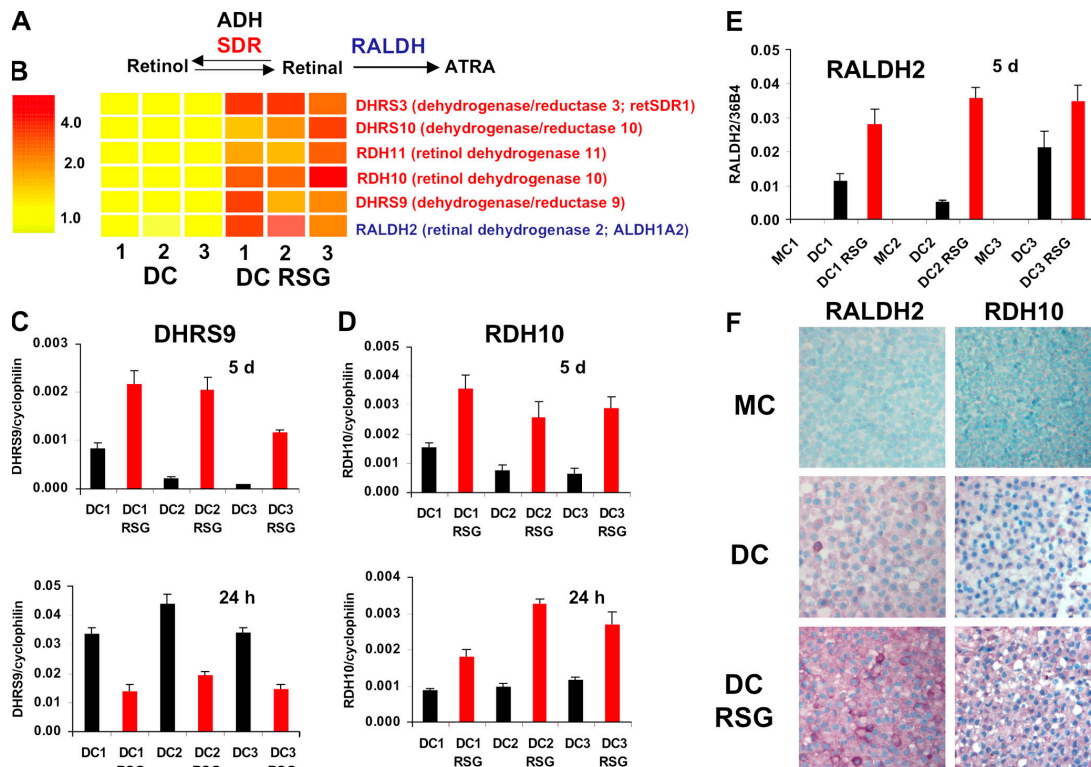 A
ADH
SDR
RALDH
Retinol
Retinal
ATRA
B
4.0
2.0
1.0
DHRS3 (dehydrogenase/reductase 3; retSDR1)
DHRS10 (dehydrogenase/reductase 10)
RDH11 (retinol dehydrogenase 11)
RDH10 (retinol dehydrogenase 10)
DHRS9 (dehydrogenase/reductase 9)
RALDH2 (retinal dehydrogenase 2; ALDH1A2)
1 2 3 1 2 3
DC DC RSG
C
DHRS9
5 d
DHRS9/cyclophilin
0.003
0.002
0.001
0.000
DC1 DC1 RSG DC2 DC2 RSG DC3 DC3 RSG
24 h
DHRS9/cyclophilin
0.05
0.04
0.03
0.02
0.01
0.00
DC1 DC1 DC2 DC2 DC3 DC3
D
RDH10
5 d
RDH10/cyclophilin
0.005
0.004
0.003
0.002
0.001
0.000
DC1 DC1 RSG DC2 DC2 RSG DC3 DC3 RSG
24 h
RDH10/cyclophilin
0.004
0.003
0.002
0.001
0.000
DC1 DC1 RSG DC2 DC2 RSG DC3 DC3 RSG
E
RALDH2
5 d
RALDH2/36B4
0.05
0.04
0.03
0.02
0.01
0.00
MC1 DC1 DC1 RSG MC2 DC2 DC2 RSG MC3 DC3 DC3 RSG
F
RALDH2 RDH10
MC
DC
DC
RSG